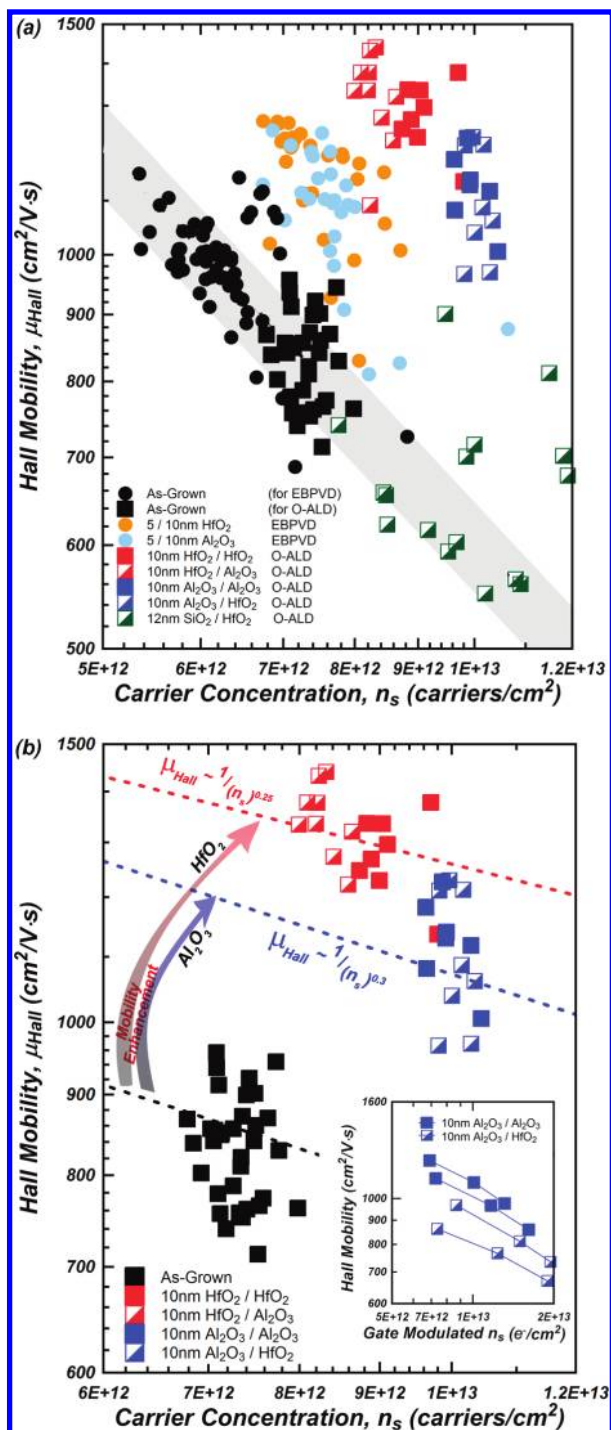 (a)
1500
1000
900
800
700
600
500
Hall Mobility, μHall (cm²/V·s)
As-Grown (for EBPVD)
As-Grown (for O-ALD)
5 / 10nm HfO₂ EBPVD
5 / 10nm Al₂O₃ EBPVD
10nm HfO₂ / HfO₂ O-ALD
10nm HfO₂ / Al₂O₃ O-ALD
10nm Al₂O₃ / Al₂O₃ O-ALD
10nm Al₂O₃ / HfO₂ O-ALD
12nm SiO₂ / HfO₂ O-ALD
5E+12 6E+12 7E+12 8E+12 9E+12 1E+13 1.2E+13
Carrier Concentration, nₛ (carriers/cm²)
(b)
1500
1000
900
800
700
600
Hall Mobility, μHall (cm²/V·s)
μHall ~ 1/(nₛ)^0.25
HfO₂
Al₂O₃
μHall ~ 1/(nₛ)^0.3
Mobility
Enhancement
As-Grown
10nm HfO₂ / HfO₂
10nm HfO₂ / Al₂O₃
10nm Al₂O₃ / Al₂O₃
10nm Al₂O₃ / HfO₂
1600
1000
900
800
700
600
Hall Mobility (cm²/V·s)
10nm Al₂O₃ / Al₂O₃
10nm Al₂O₃ / HfO₂
5E+12 7E+12 1E+13 2E+13
Gate Modulated nₛ (e⁻/cm²)
6E+12 7E+12 8E+12 9E+12 1E+13 1.2E+13
Carrier Concentration, nₛ (carriers/cm²)